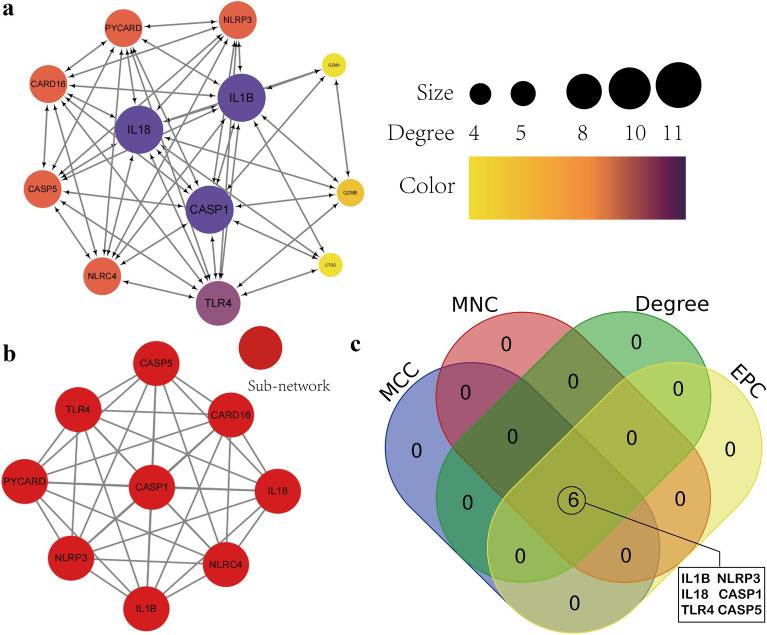 a
PYCARD
NLRP3
GZMA
CARD16
IL1B
IL18
CASP5
GZMB
CASP1
CTSG
NLRC4
TLR4
Size
Degree 4 5 8 10 11
Color
b
CASP5
Sub-network
TLR4
CARD16
PYCARD
CASP1
IL18
NLRP3
NLRC4
IL1B
c
MNC
Degree
MCC
EPC
0
0
0
0
0
0
0
0
0
0
6
0
0
0
0
IL1B NLRP3
IL18 CASP1
TLR4 CASP5